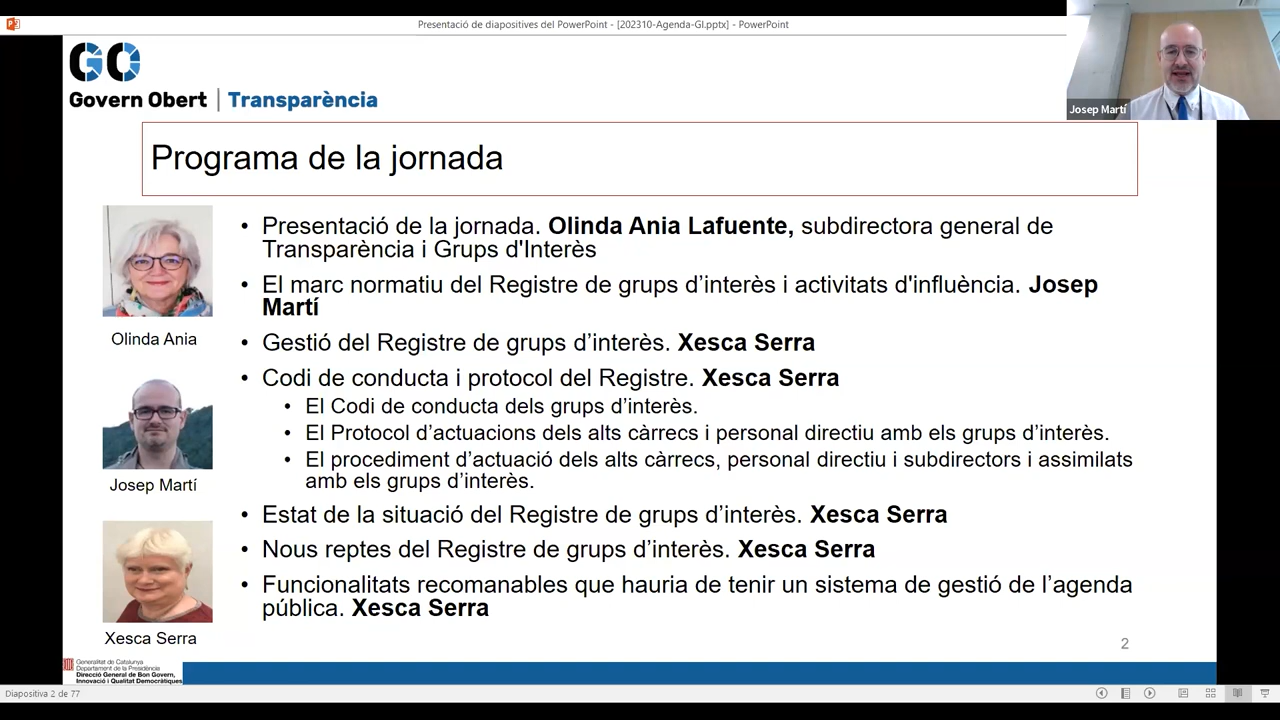 Presentació de diapositives del PowerPoint - [202310-Agenda-GI.pptx] - PowerPoint
GO
Govern Obert | Transparència
Josep Martí
Programa de la jornada
• Presentació de la jornada. Olinda Ania Lafuente, subdirectora general de
Transparència i Grups d'Interès
• El marc normatiu del Registre de grups d’interès i activitats d'influència. Josep
Martí
Olinda Ania
• Gestió del Registre de grups d’interès. Xesca Serra
• Codi de conducta i protocol del Registre. Xesca Serra
• El Codi de conducta dels grups d’interès.
• El Protocol d’actuacions dels alts càrrecs i personal directiu amb els grups d’interès.
• El procediment d’actuació dels alts càrrecs, personal directiu i subdirectors i assimilats
amb els grups d’interès.
Josep Martí
• Estat de la situació del Registre de grups d’interès. Xesca Serra
• Nous reptes del Registre de grups d’interès. Xesca Serra
• Funcionalitats recomanables que hauria de tenir un sistema de gestió de l’agenda
pública. Xesca Serra
Xesca Serra
2
Generalitat de Catalunya
Departament de la Presidència
Direcció General de Bon Govern,
Innovació i Qualitat Democràtiques
Diapositiva 2 de 77